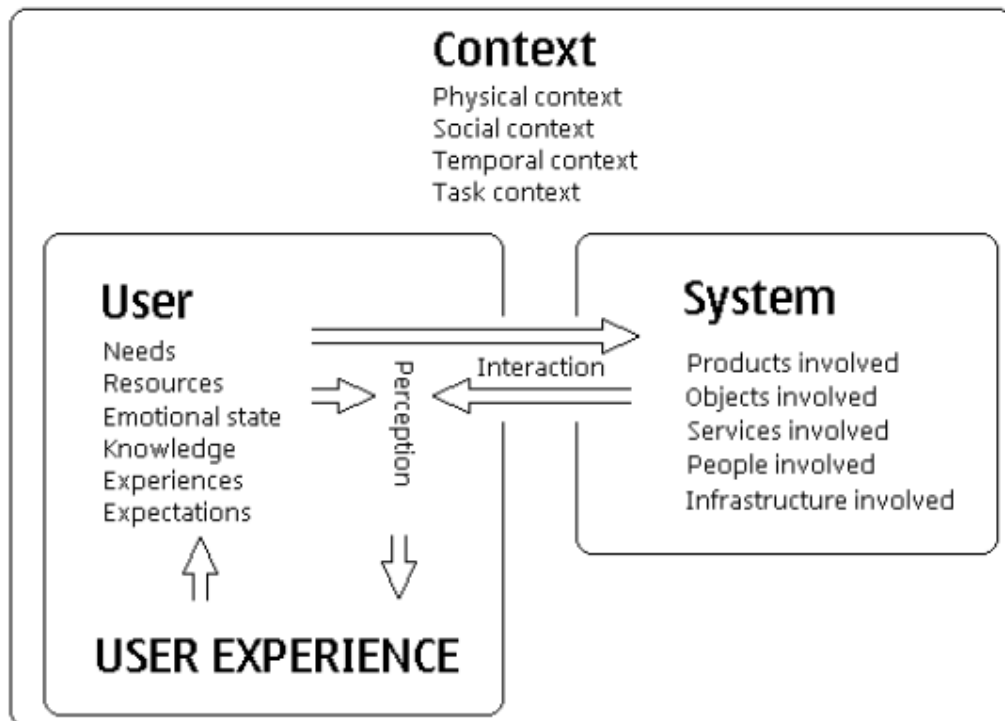 Context
Physical context
Social context
Temporal context
Task context
User
Needs
Resources
Emotional state
Knowledge
Experiences
Expectations
Perception
Interaction
System
Products involved
Objects involved
Services involved
People involved
Infrastructure involved
USER EXPERIENCE